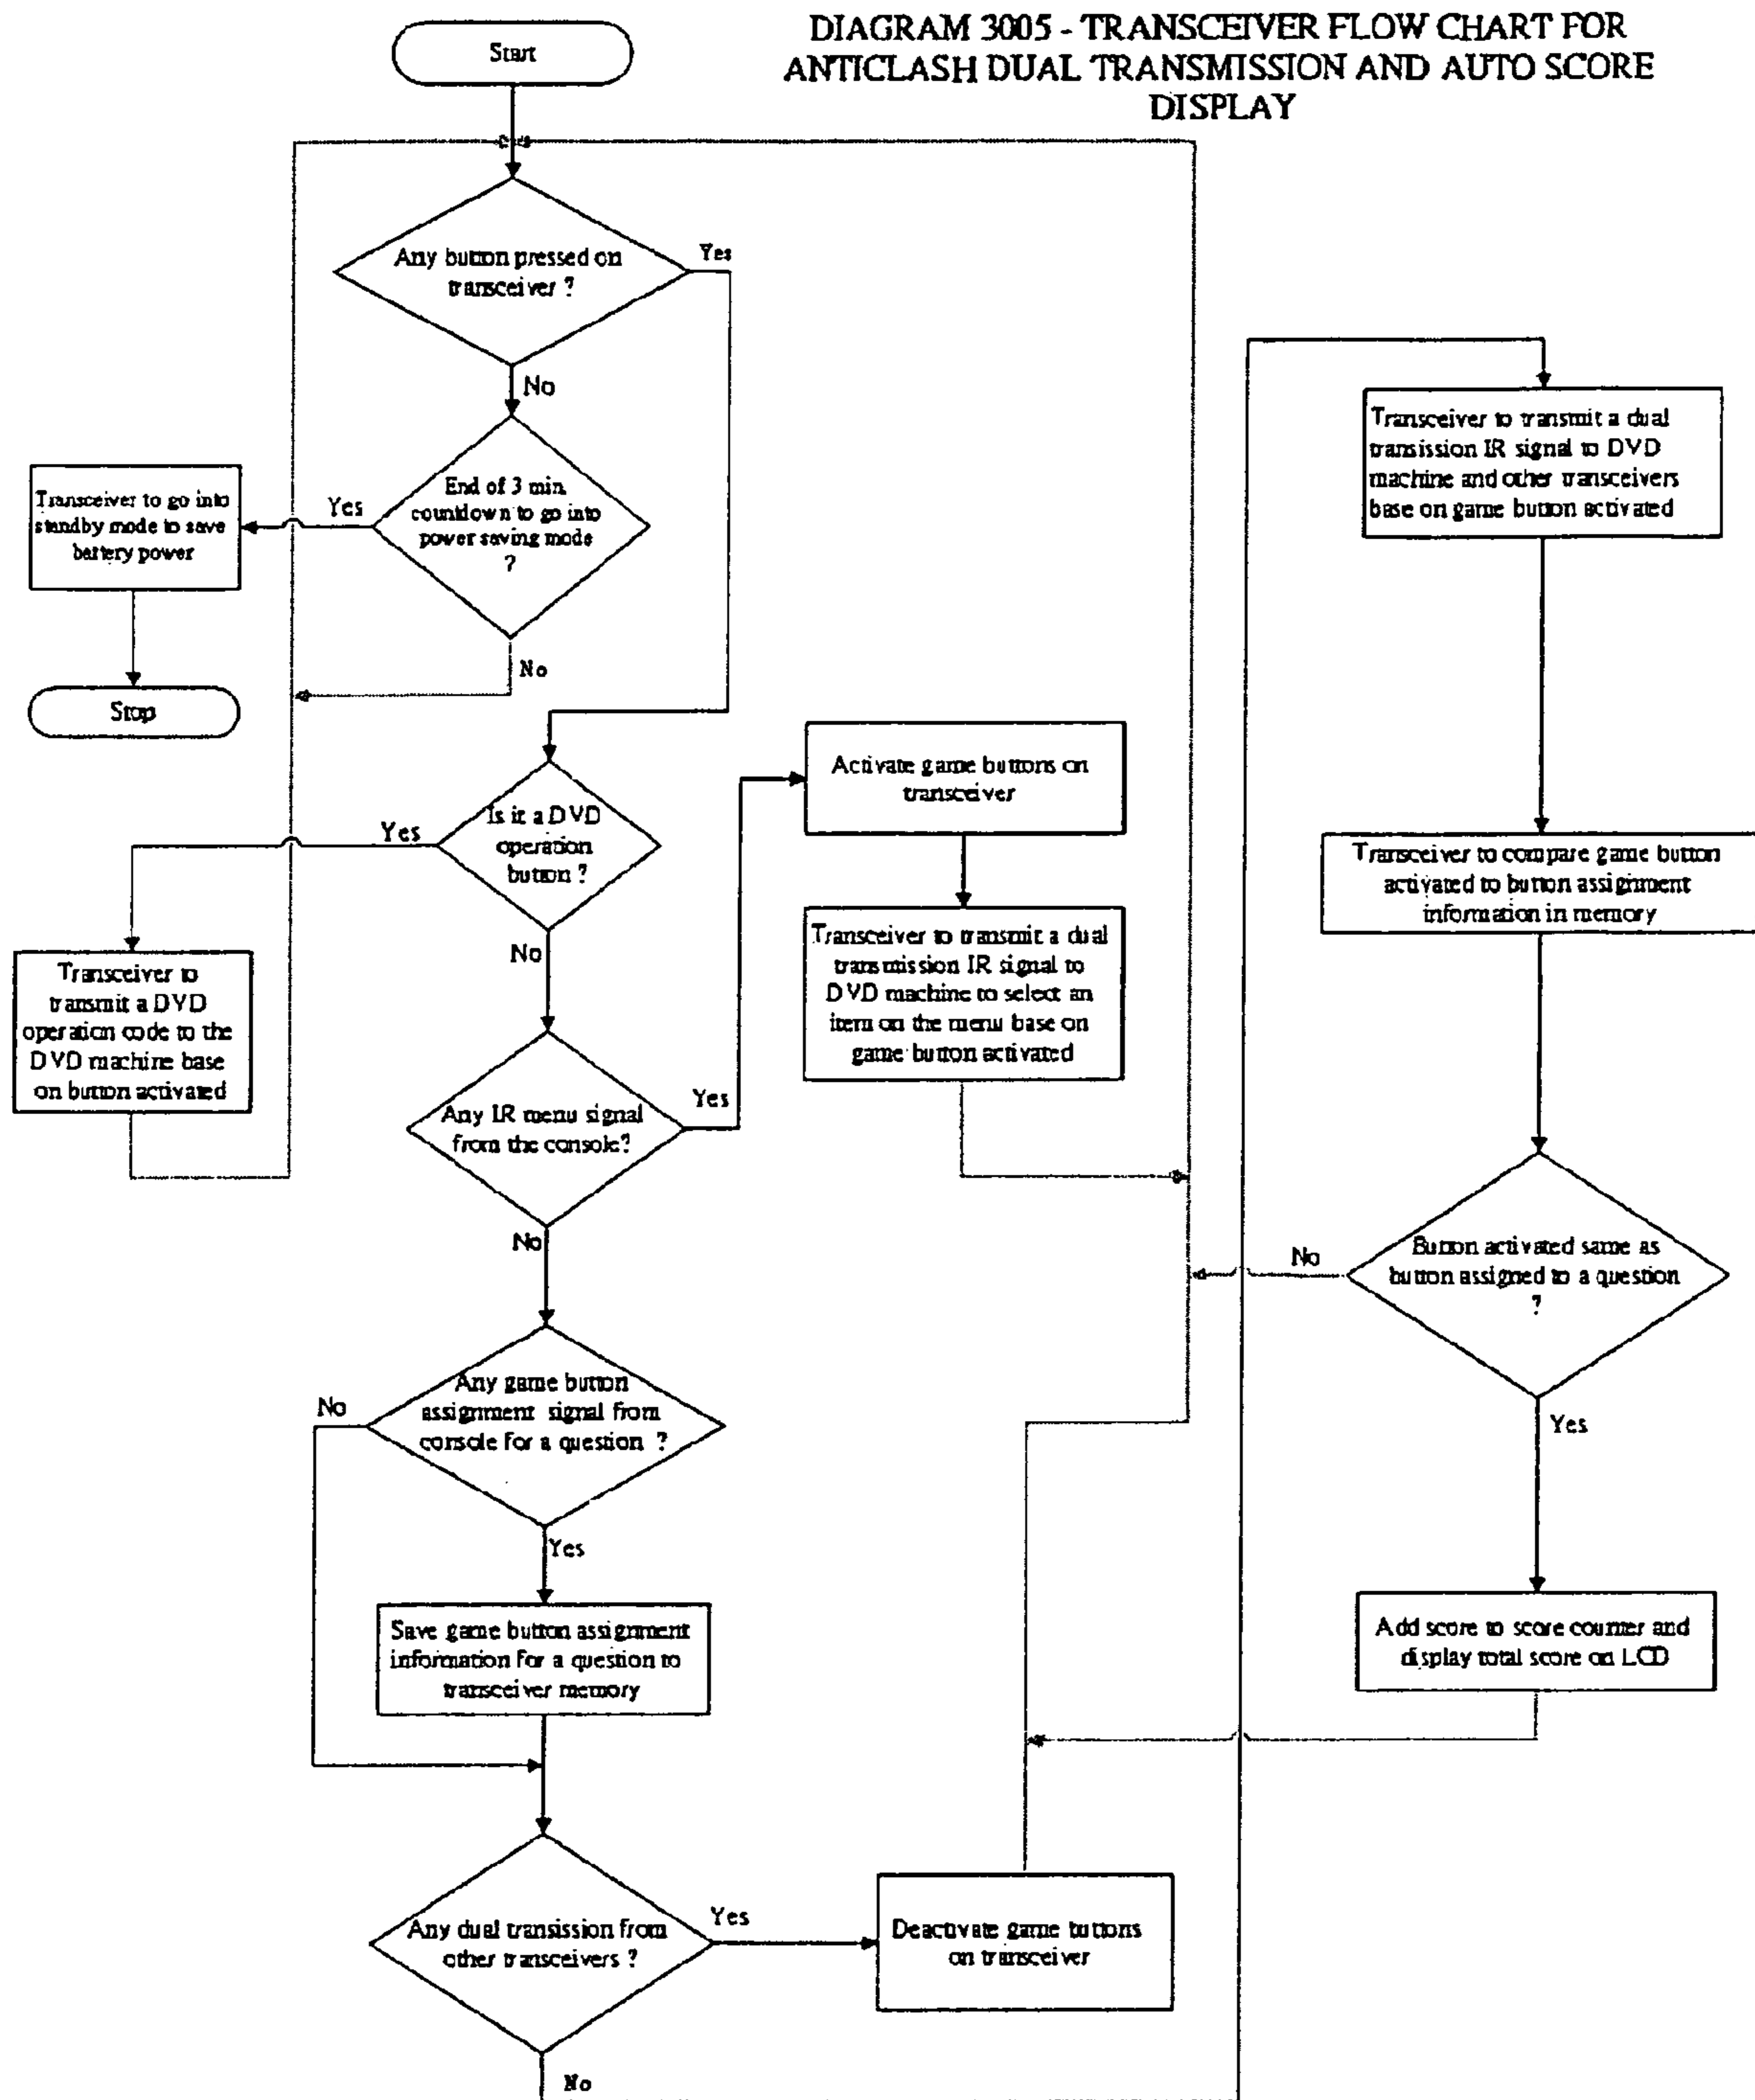 DIAGRAM 3005 - TRANSCEIVER FLOW CHART FOR
ANTICLASH DUAL TRANSMISSION AND AUTO SCORE
DISPLAY
Start
Any button pressed on
transceiver ?
Yes
No
End of 3 min.
countdown to go into
power saving mode
?
Yes
No
Transceiver to go into
standby mode to save
battery power
Stop
Is it a DVD
operation
button ?
Yes
No
Transceiver to
transmit a DVD
operation code to the
DVD machine base
on button activated
Any IR menu signal
from the console?
Yes
No
Activate game buttons on
transceiver
Transceiver to transmit a dual
transmission IR signal to
DVD machine to select an
item on the menu base on
game button activated
Any game button
assignment signal from
console for a question ?
No
Yes
Save game button assignment
information for a question to
transceiver memory
Any dual transission from
other transceivers ?
Yes
No
Deactivate game buttons
on transceiver
Transceiver to transmit a dual
transission IR signal to DVD
machine and other transceivers
base on game button activated
Transceiver to compare game button
activated to button assignment
information in memory
Button activated same as
button assigned to a question
?
No
Yes
Add score to score counter and
display total score on LCD